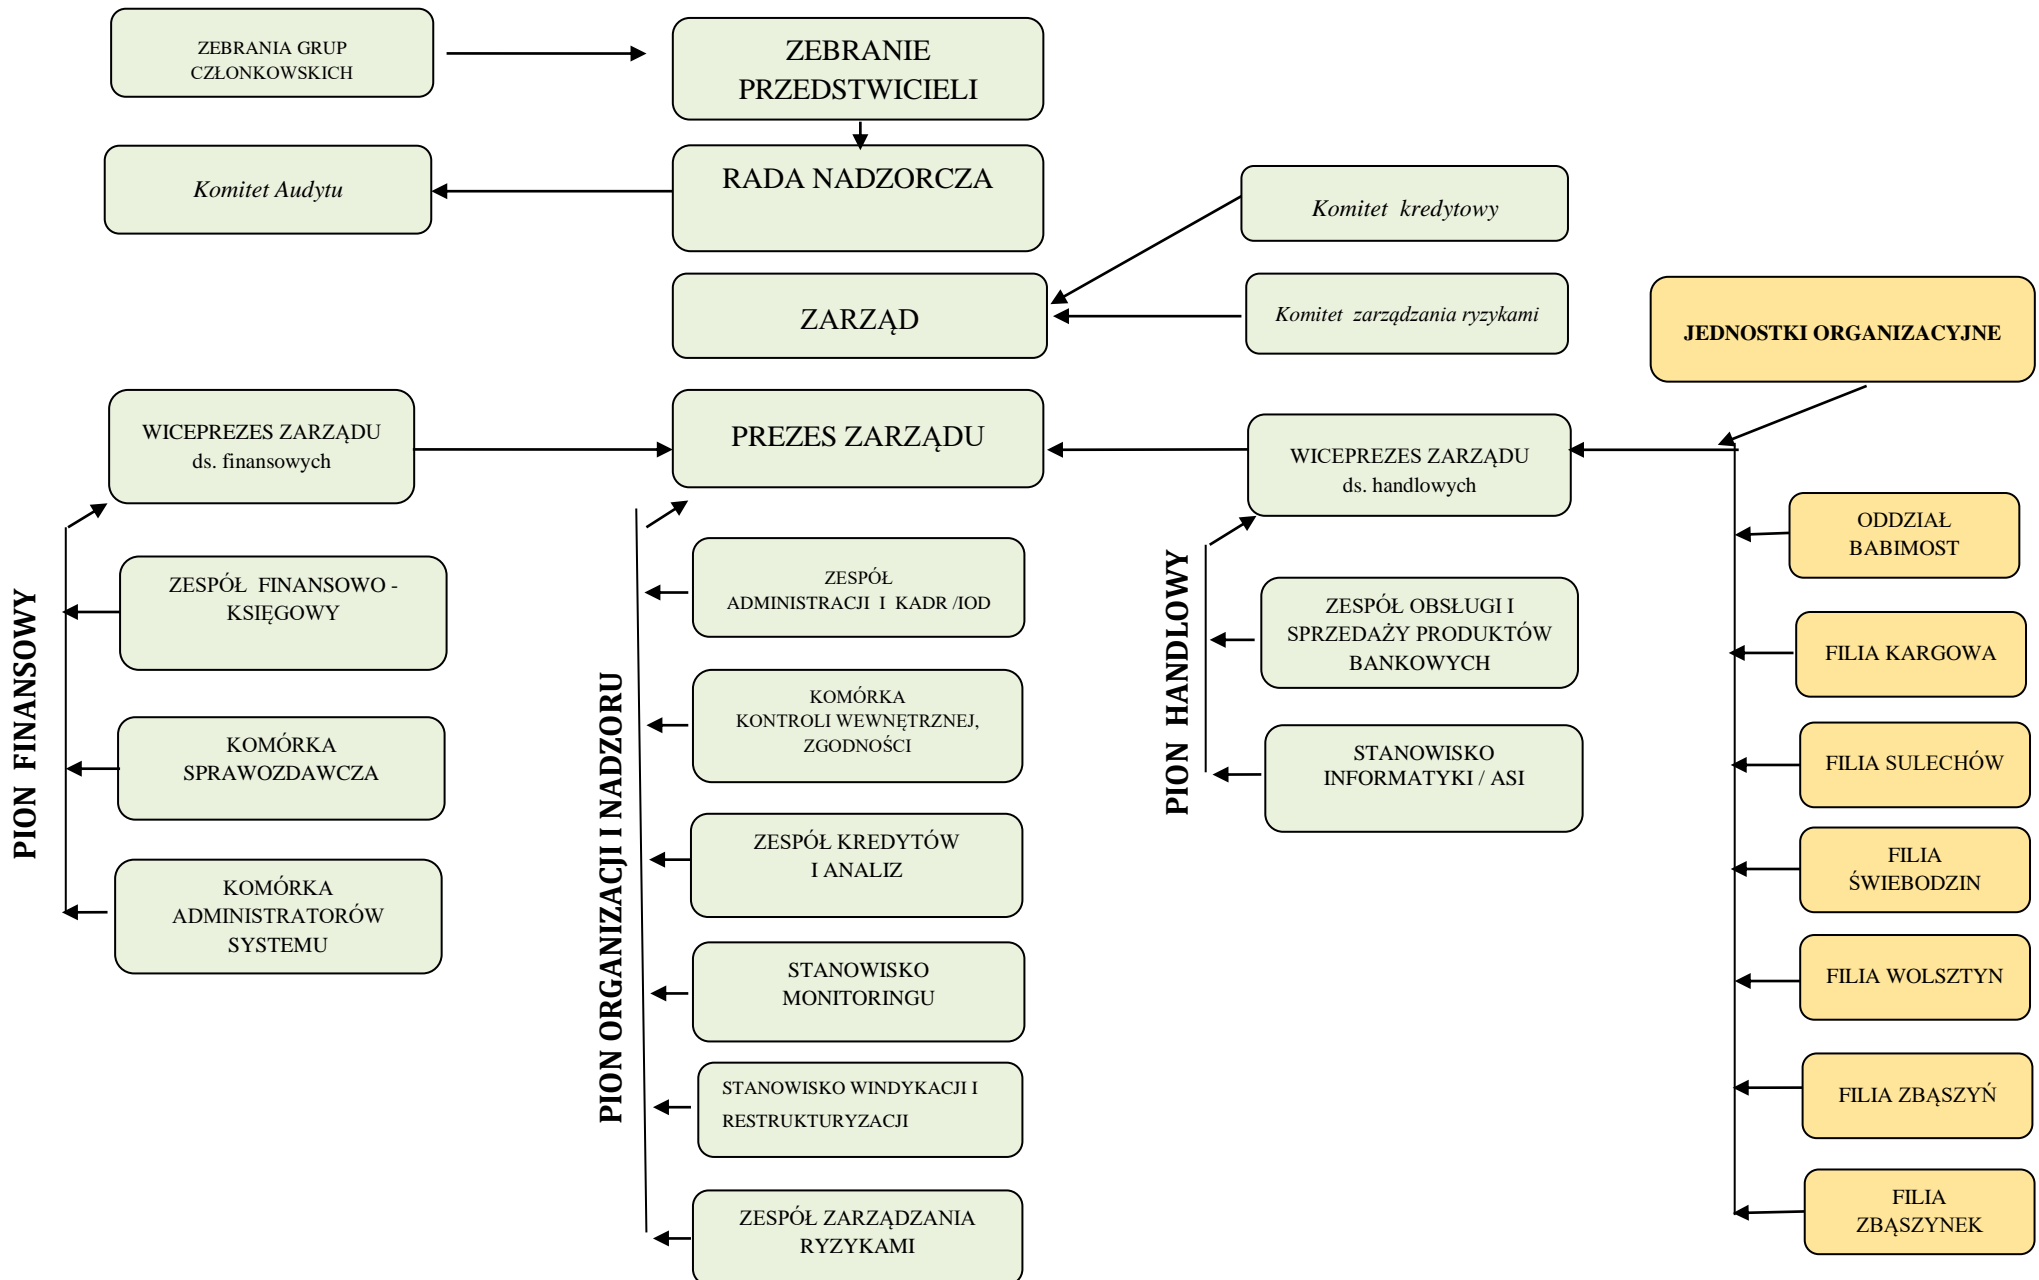 ZEBRANIA GRUP
CZŁONKOWSKICH
ZEBRANIE
PRZEDSTWICIELI
Komitet Audytu
RADA NADZORCZA
Komitet kredytowy
ZARZĄD
Komitet zarządzania ryzykami
JEDNOSTKI ORGANIZACYJNE
WICEPREZES ZARZĄDU
ds. finansowych
PREZES ZARZĄDU
WICEPREZES ZARZĄDU
ds. handlowych
PION FINANSOWY
ZESPÓŁ FINANSOWO -
KSIĘGOWY
KOMÓRKA
SPRAWOZDAWCZA
KOMÓRKA
ADMINISTRATORÓW
SYSTEMU
PION ORGANIZACJI I NADZORU
ZESPÓŁ
ADMINISTRACJI I KADR /IOD
KOMÓRKA
KONTROLI WEWNĘTRZNEJ,
ZGODNOŚCI
ZESPÓŁ KREDYTÓW
I ANALIZ
STANOWISKO
MONITORINGU
STANOWISKO WINDYKACJI I
RESTRUKTURYZACJI
ZESPÓŁ ZARZĄDZANIA
RYZYKAMI
PION HANDLOWY
ZESPÓŁ OBSŁUGI I
SPRZEDAŻY PRODUKTÓW
BANKOWYCH
STANOWISKO
INFORMATYKI / ASI
ODDZIAŁ
BABIMOST
FILIA KARGOWA
FILIA SULECHÓW
FILIA
ŚWIEBODZIN
FILIA WOLSZTYN
FILIA ZBĄSZYŃ
FILIA
ZBĄSZYNEK